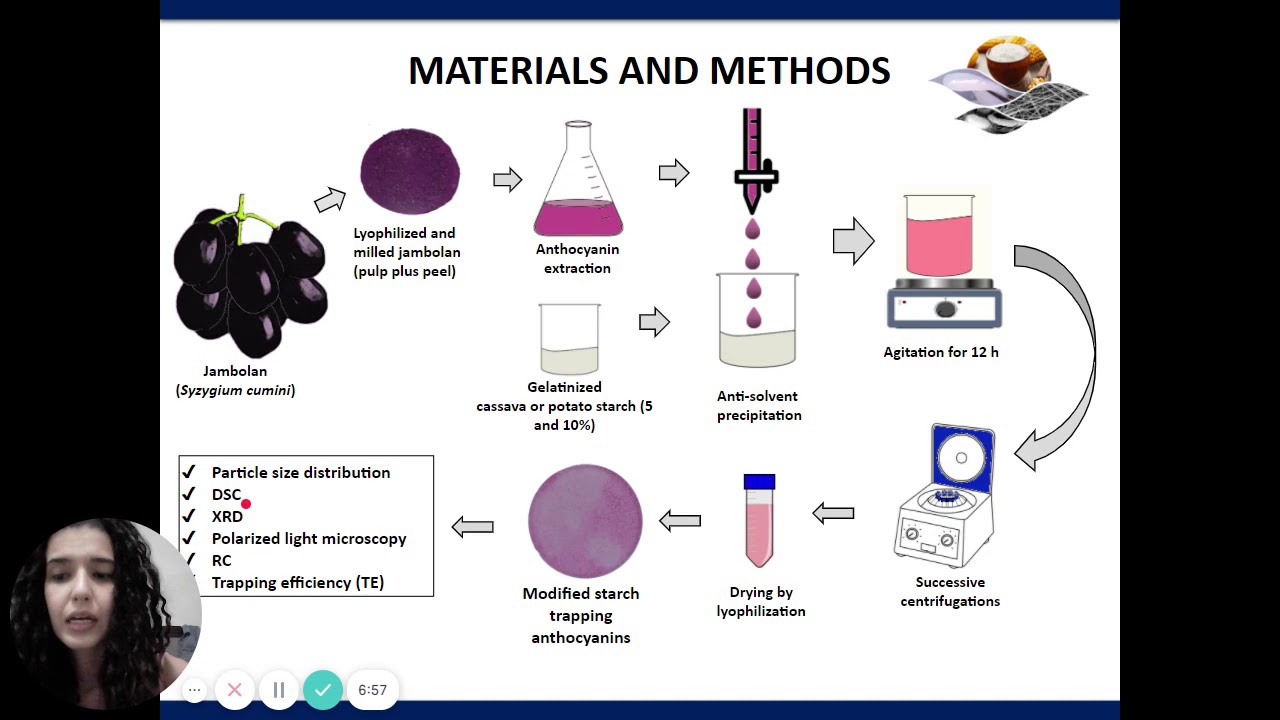 MATERIALS AND METHODS
Lyophilized and
milled jambolan
(pulp plus peel)
Anthocyanin
extraction
Jambolan
(Syzygium cumini)
Gelatinized
cassava or potato starch (5
and 10%)
Anti-solvent
precipitation
Agitation for 12 h
Successive
centrifugations
Drying by
lyophilization
Modified starch
trapping
anthocyanins
✓ Particle size distribution
✓ DSC
✓ XRD
✓ Polarized light microscopy
✓ RC
Trapping efficiency (TE)
6:57